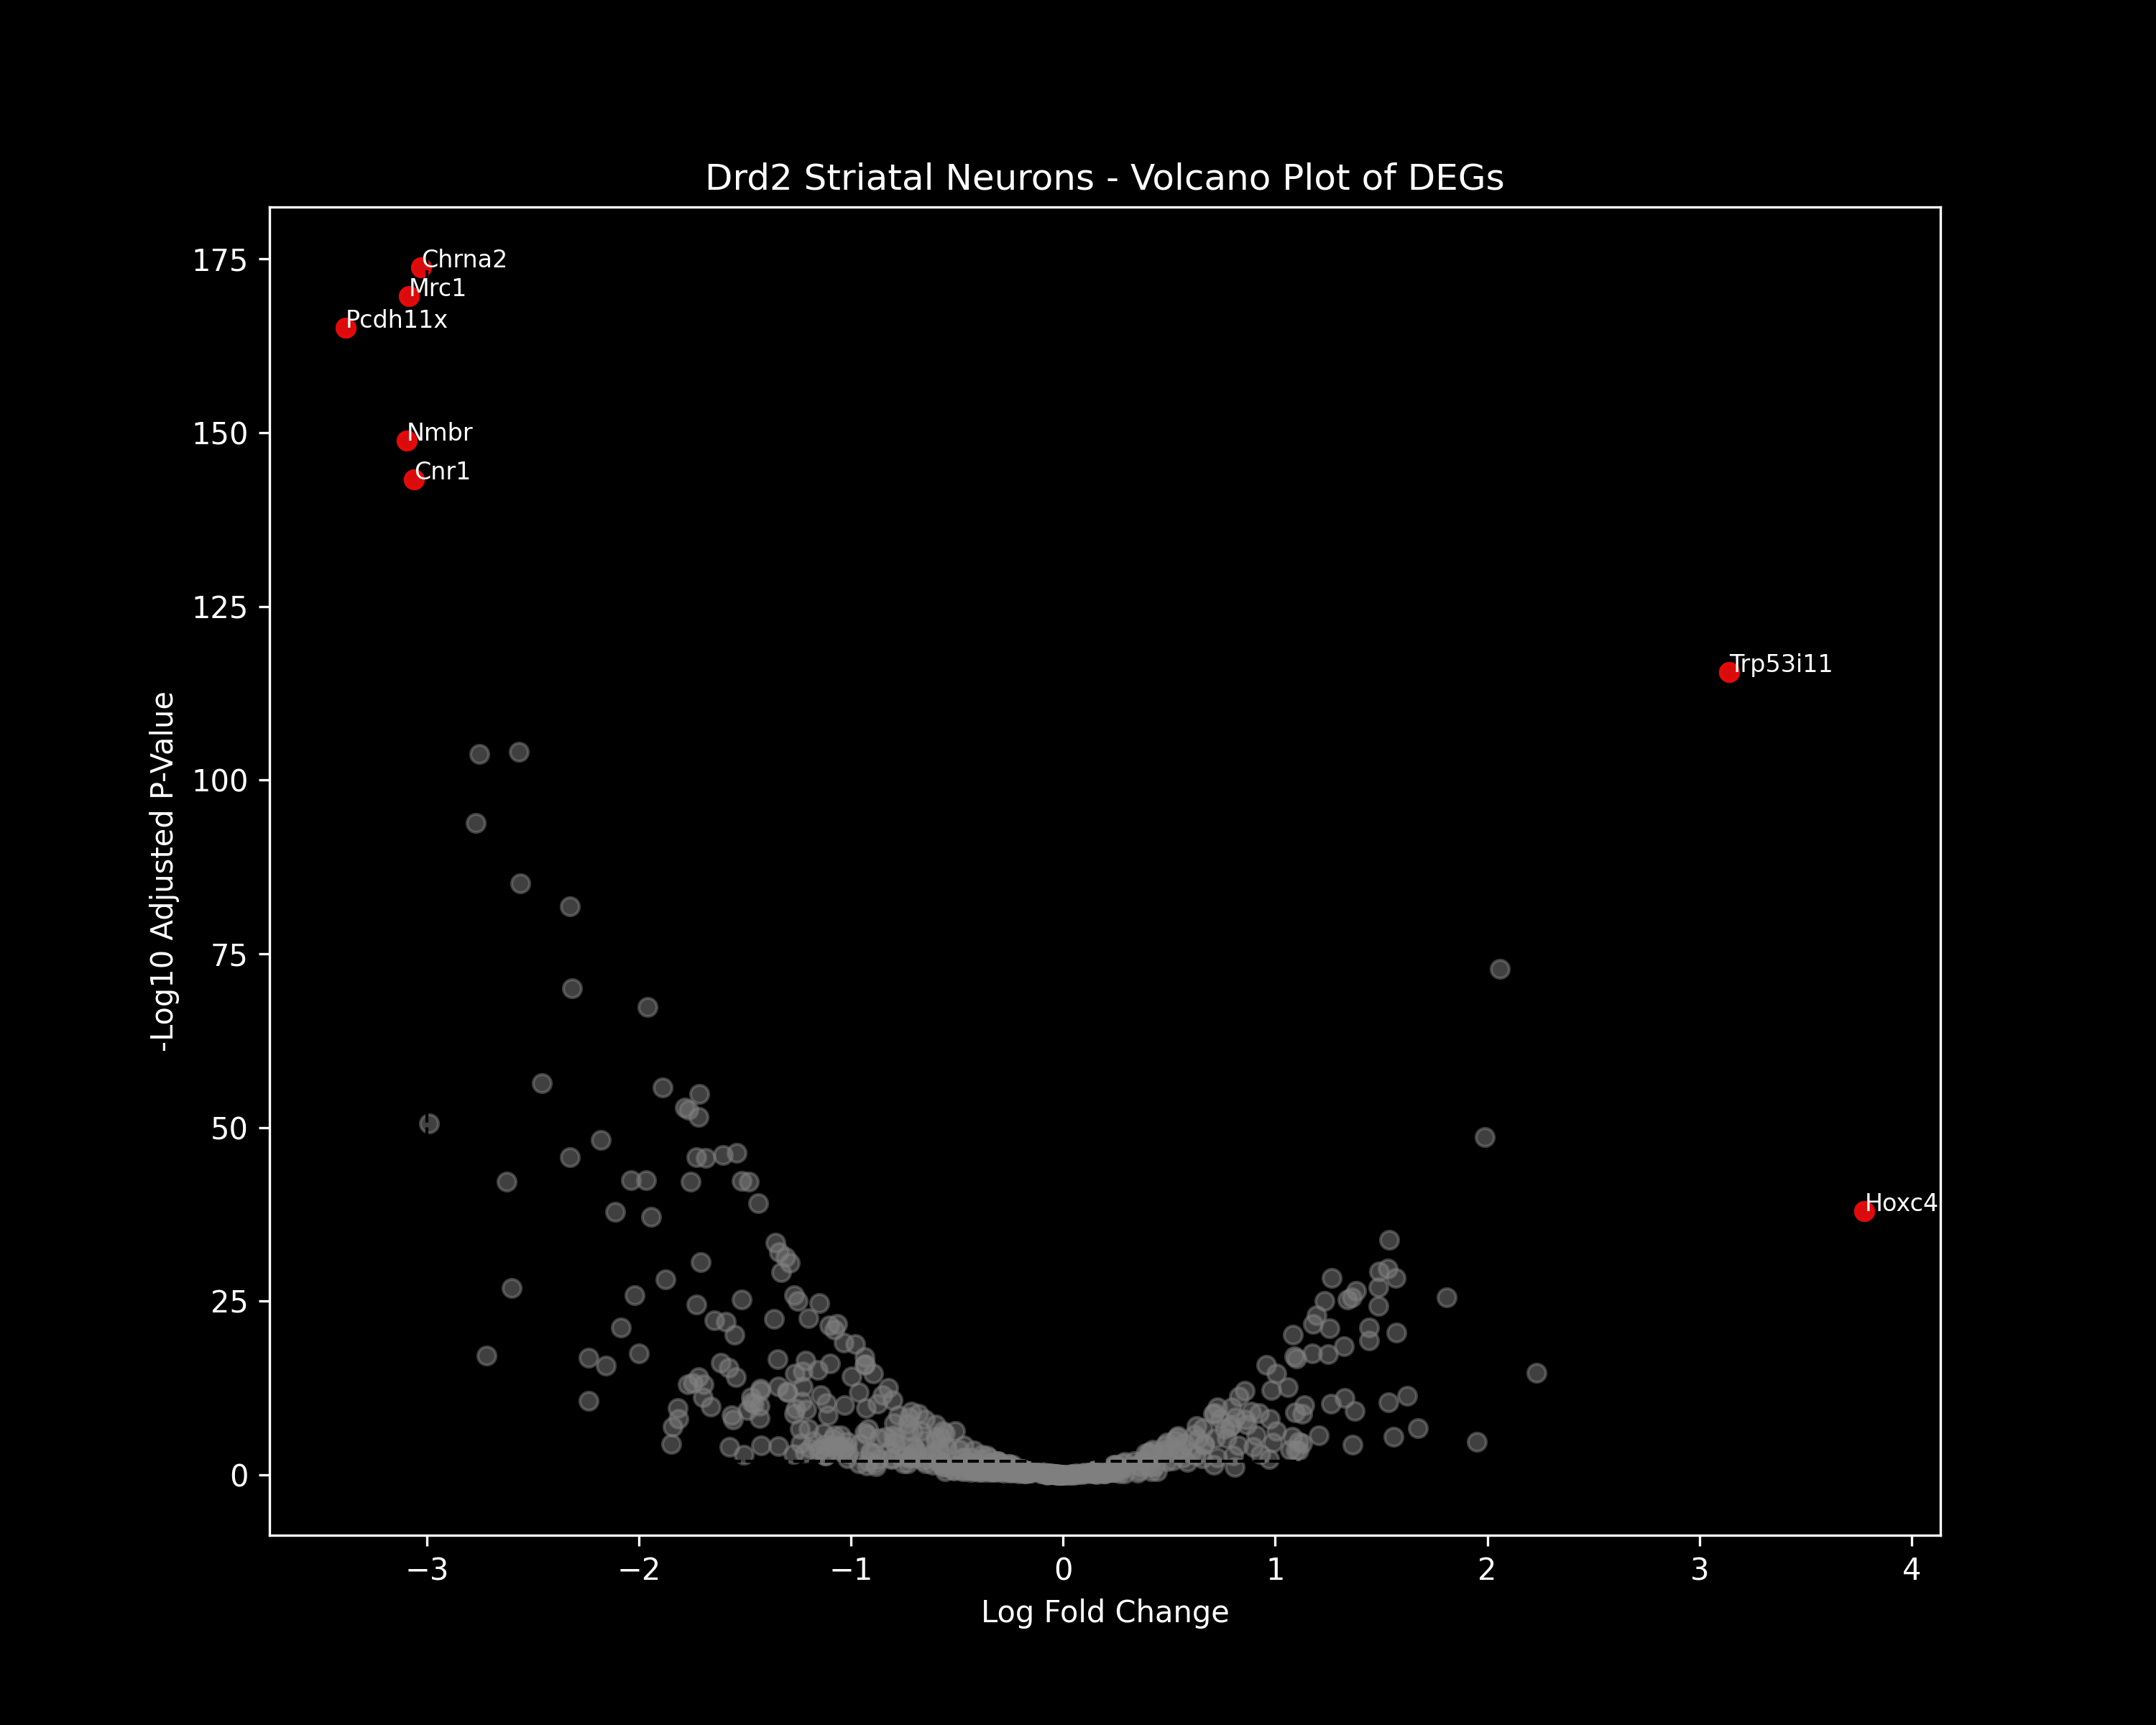 Drd2 Striatal Neurons - Volcano Plot of DEGs
175
150
125
100
75
50
25
0
-Log10 Adjusted P-Value
Chrna2
Mrc1
Pcdh11x
Nmbr
Cnr1
Trp53i11
Hoxc4
−3
−2
−1
0
1
2
3
4
Log Fold Change